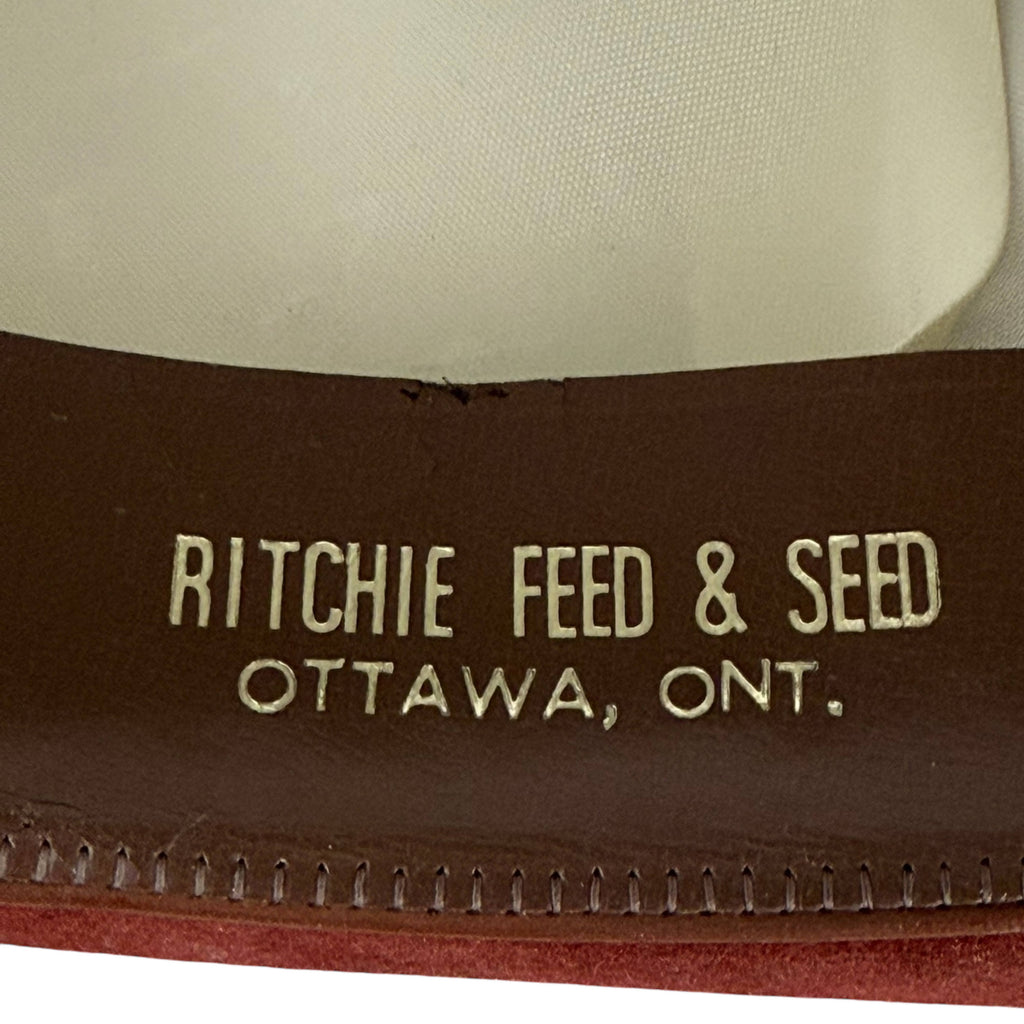 RITCHIE FEED & SEED
OTTAWA, ONT.